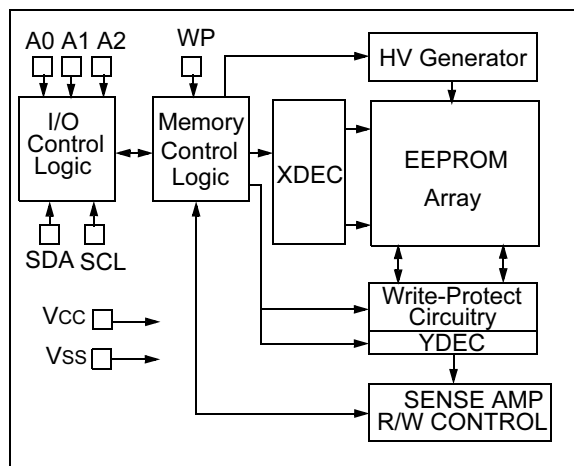 A0 A1 A2
WP
HV Generator
I/O
Control
Logic
Memory
Control
Logic
XDEC
EEPROM
Array
SDA
SCL
Write-Protect
Circuitry
YDEC
VCC
VSS
SENSE AMP
R/W CONTROL